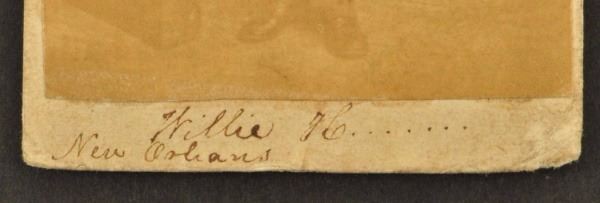 Willie H........
New Orleans